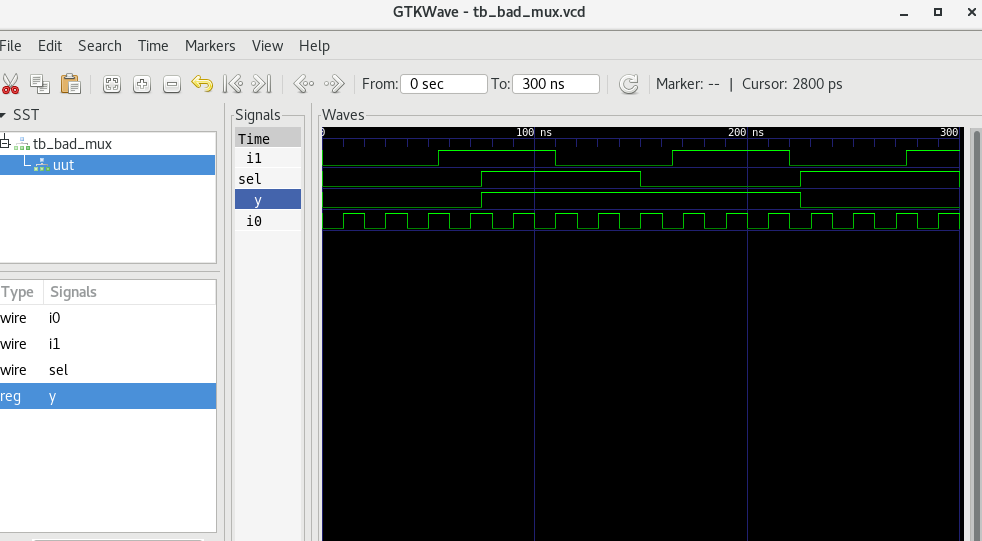 GTKWave - tb_bad_mux.vcd
File Edit Search Time Markers View Help
From: 0 sec To: 300 ns Marker: -- | Cursor: 2800 ps
SST
tb_bad_mux
uut
Type Signals
wire i0
wire i1
wire sel
reg y
Signals
Time
i1
sel
y
i0
Waves
0 100 ns 200 ns 300